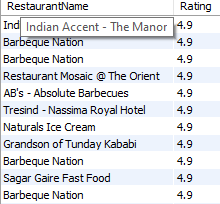 RestaurantName Rating
Ind 4.9
Indian Accent - The Manor
Barbeque Nation 4.9
Barbeque Nation 4.9
Restaurant Mosaic @ The Orient 4.9
AB's - Absolute Barbecues 4.9
Tresind - Nassima Royal Hotel 4.9
Naturals Ice Cream 4.9
Grandson of Tunday Kababi 4.9
Barbeque Nation 4.9
Sagar Gaire Fast Food 4.9
Barbeque Nation 4.9